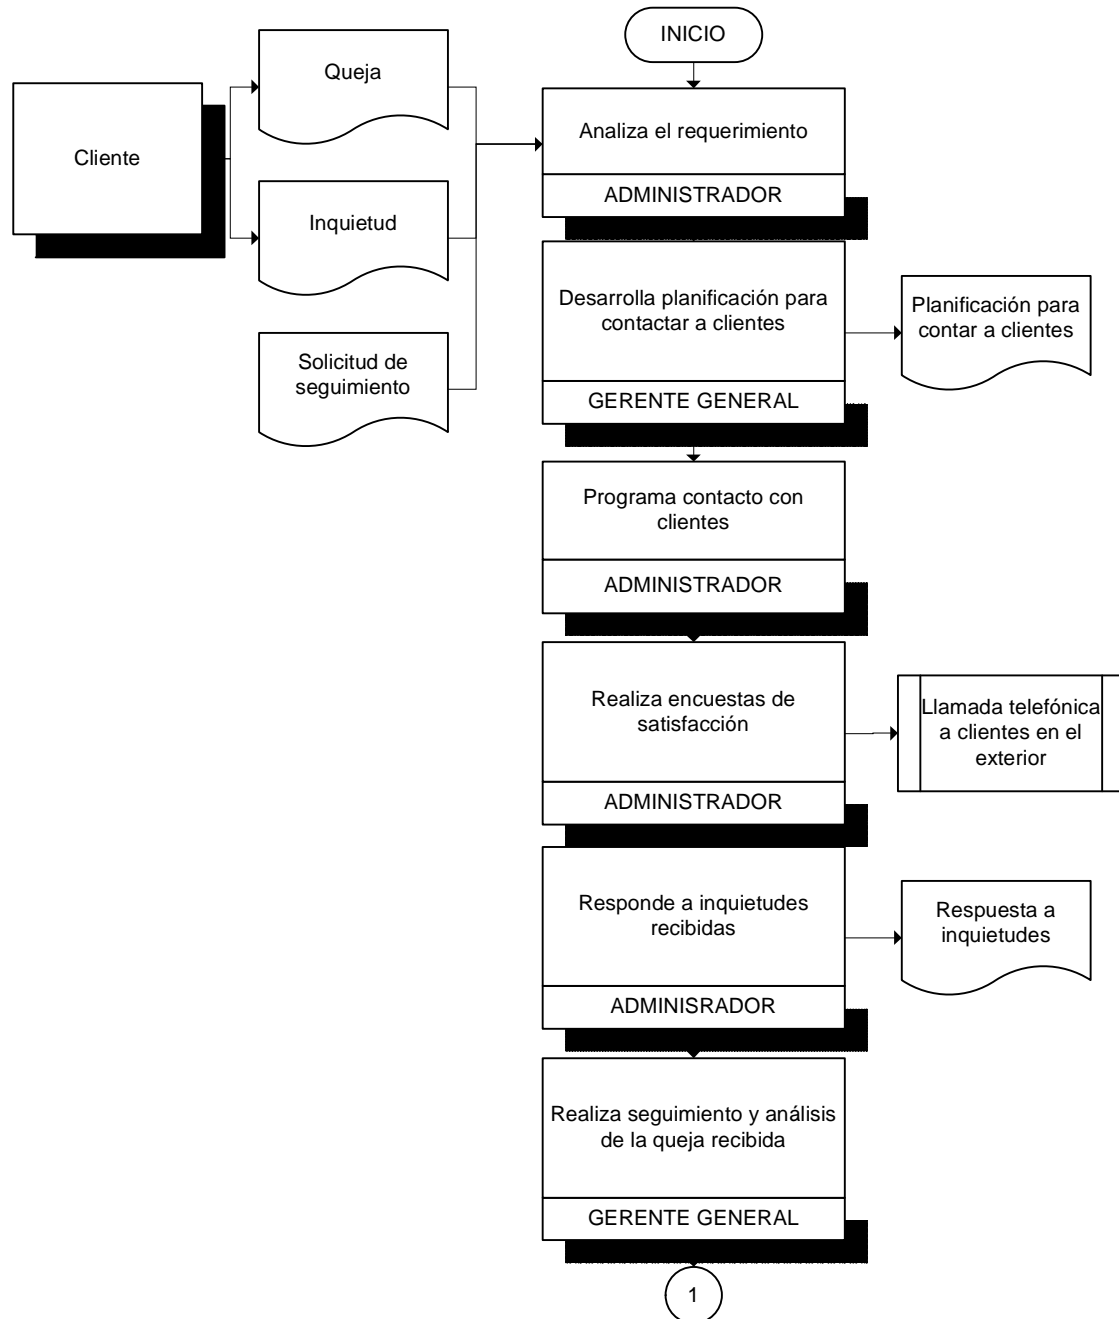 INICIO
Queja
Cliente
Analiza el requerimiento
ADMINISTRADOR
Inquietud
Solicitud de
seguimiento
Desarrolla planificación para
contactar a clientes
GERENTE GENERAL
Planificación para
contar a clientes
Programa contacto con
clientes
ADMINISTRADOR
Realiza encuestas de
satisfacción
ADMINISTRADOR
Llamada telefónica
a clientes en el
exterior
Responde a inquietudes
recibidas
ADMINISRADOR
Respuesta a
inquietudes
Realiza seguimiento y análisis
de la queja recibida
GERENTE GENERAL
1